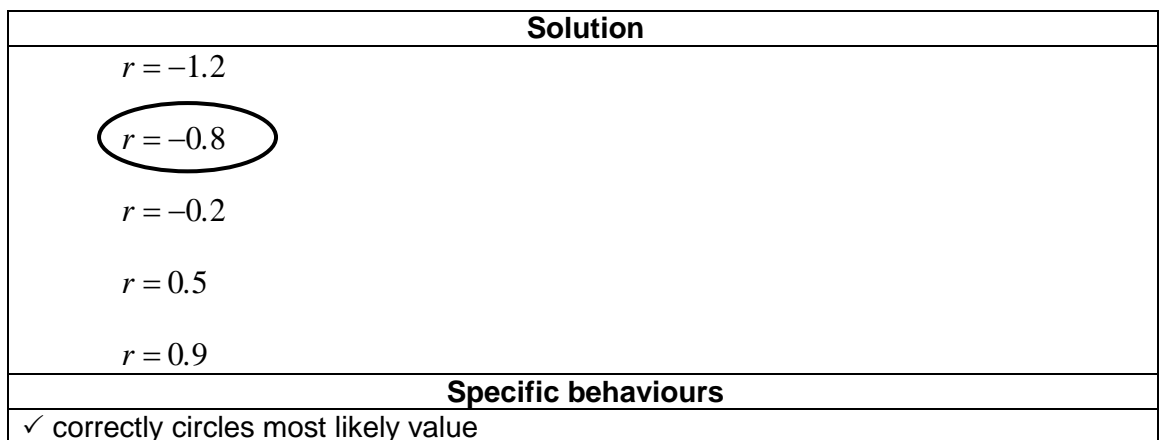 Solution
r = –1.2
r = –0.8
r = –0.2
r = 0.5
r = 0.9
Specific behaviours
✓ correctly circles most likely value